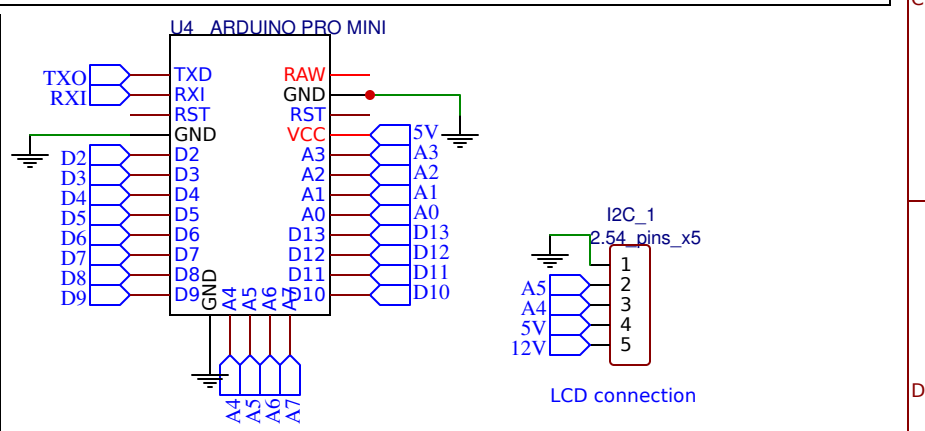 C
U4 ARDUINO PRO MINI
TXO TXD RAW
RXI RXI GND
RST RST
GND VCC 5V
D2 D2 A3 A3
D3 D3 A2 A2
D4 D4 A1 A1
D5 D5 A0 A0
D6 D6 D13 D13
D7 D7 D12 D12
D8 D8 D11 D11
D9 D9 D10 D10
GND A4 A5 A6 A7
A4 A5 A6 A7
I2C_1
2.54_pins_x5
1
A5 2
A4 3
5V 4
12V 5
LCD connection
D